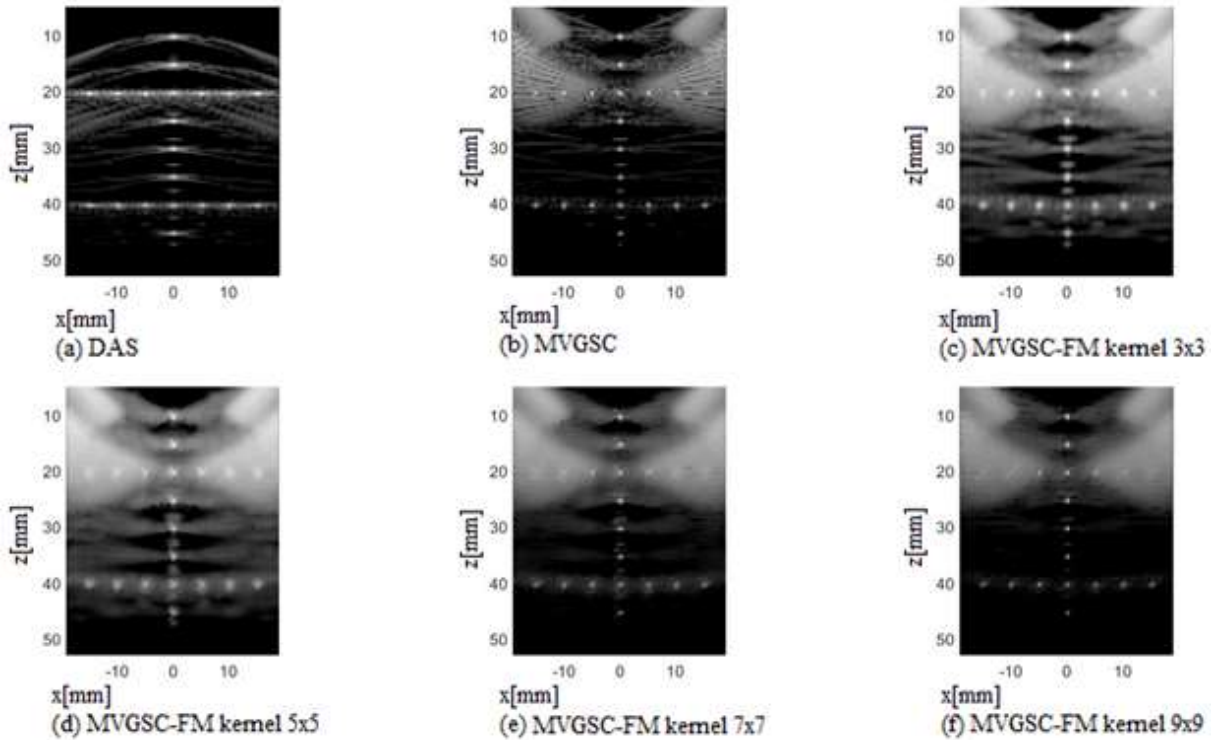 10
20
30
40
50
z[mm]
-10 0 10
x[mm]
(a) DAS
10
20
30
40
50
z[mm]
-10 0 10
x[mm]
(b) MVGSC
10
20
30
40
50
z[mm]
-10 0 10
x[mm]
(c) MVGSC-FM kernel 3x3
10
20
30
40
50
z[mm]
-10 0 10
x[mm]
(d) MVGSC-FM kernel 5x5
10
20
30
40
50
z[mm]
-10 0 10
x[mm]
(e) MVGSC-FM kernel 7x7
10
20
30
40
50
z[mm]
-10 0 10
x[mm]
(f) MVGSC-FM kernel 9x9